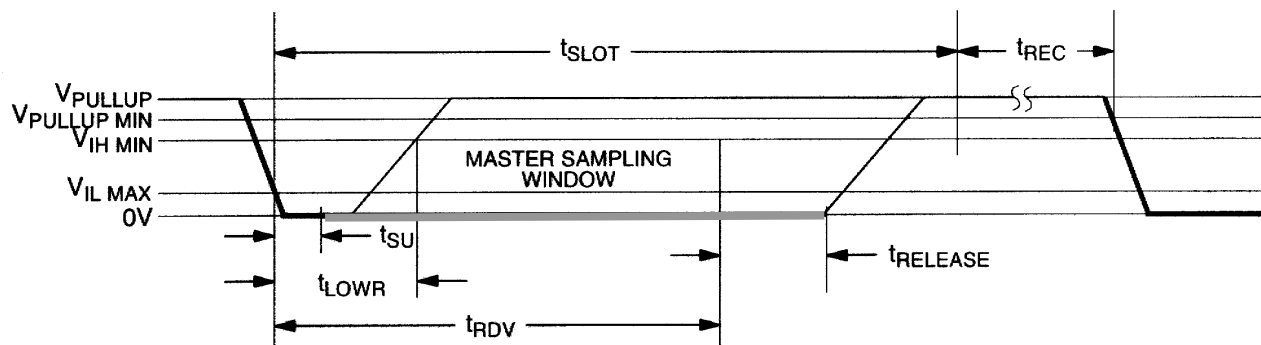 tSLOT
tREC
VPULLUP
VPULLUP MIN
VIH MIN
MASTER SAMPLING
WINDOW
VIL MAX
0V
tSU
tRELEASE
tLOWR
tRDV